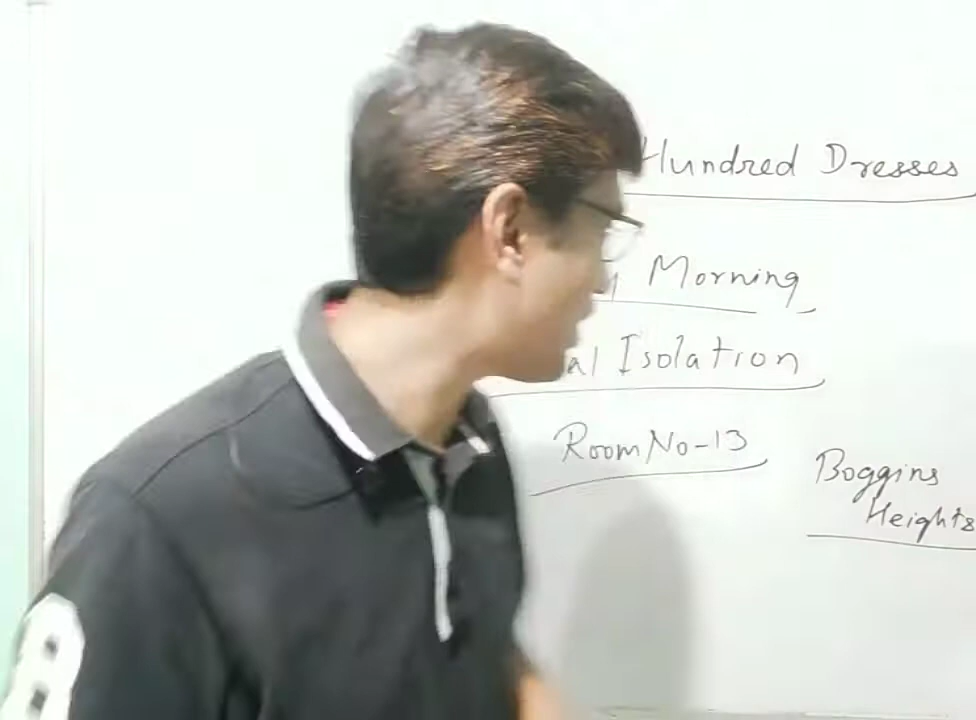 Hundred Dresses
Morning
al Isolation
Room No-13
Boggins
Heights